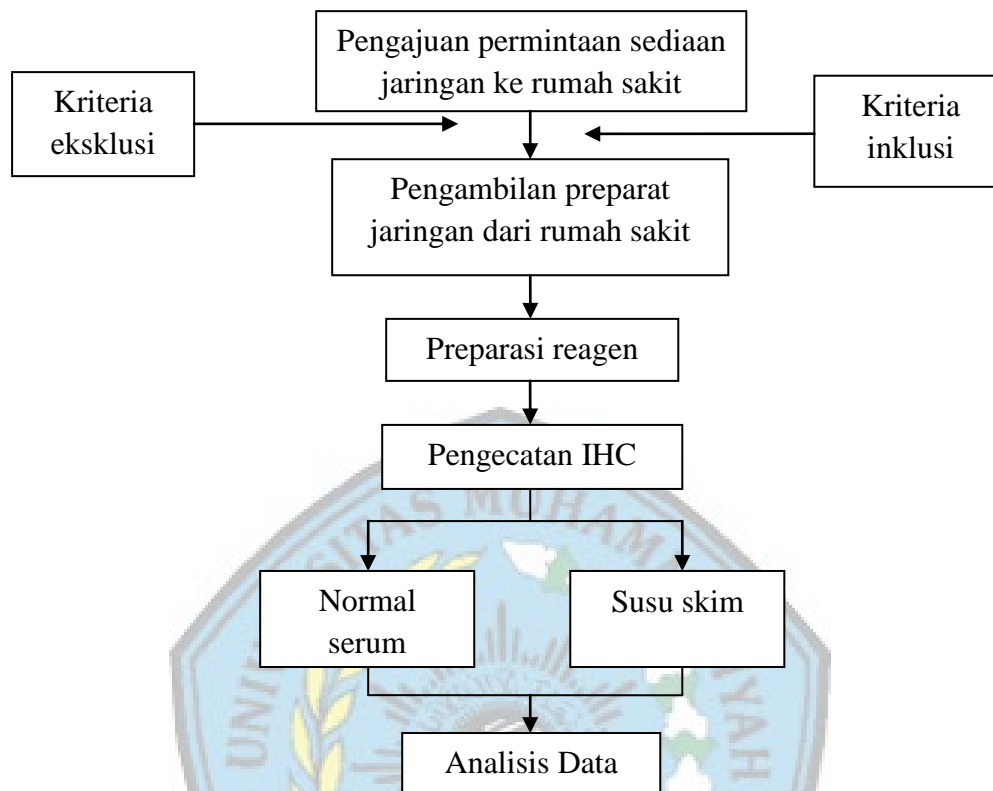 Pengajuan permintaan sediaan
jaringan ke rumah sakit
Kriteria
eksklusi
Kriteria
inklusi
Pengambilan preparat
jaringan dari rumah sakit
Preparasi reagen
Pengecatan IHC
Normal
serum
Susu skim
Analisis Data